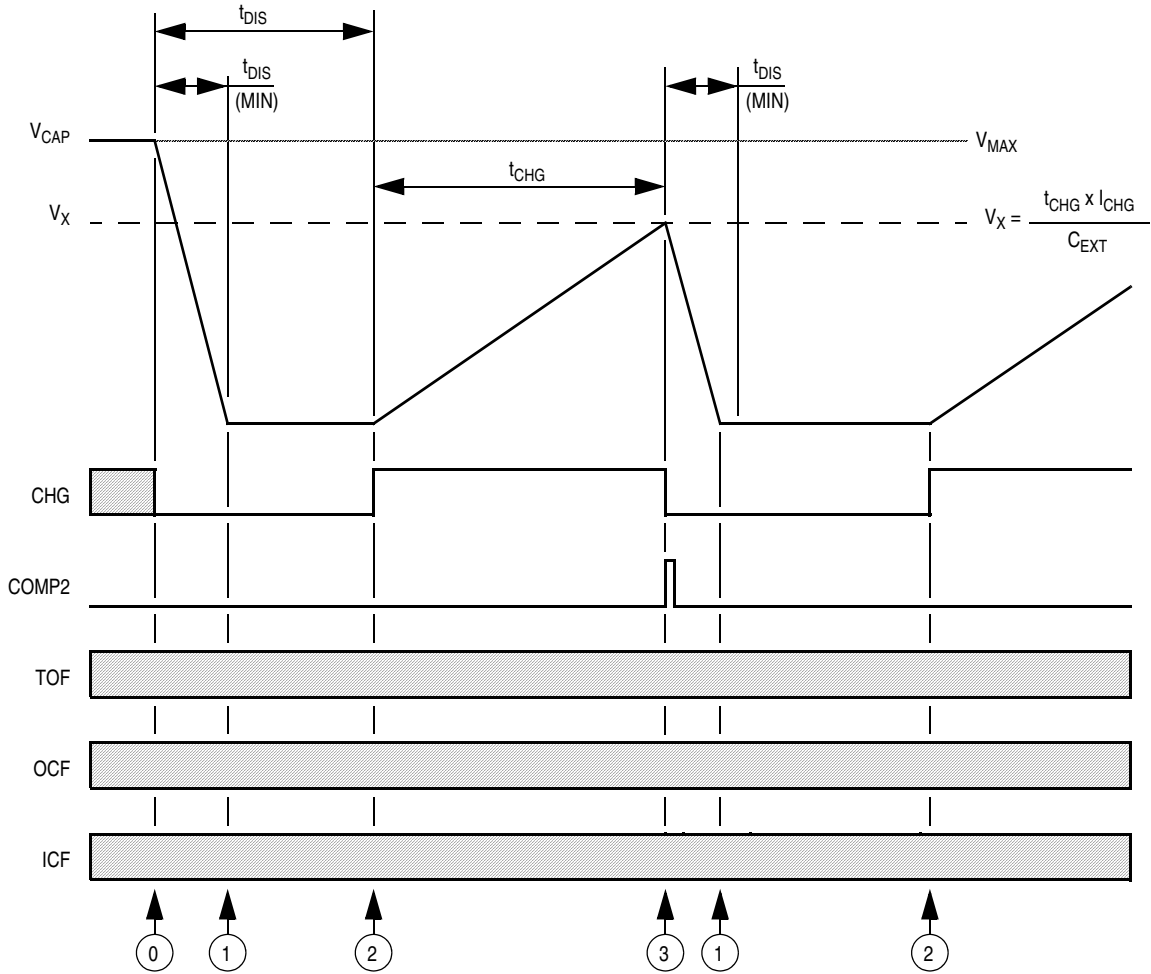 tDIS
tDIS
(MIN)
tDIS
(MIN)
VCAP
VMAX
tCHG
VX
VX = tCHG x ICHG
CEXT
CHG
COMP2
TOF
OCF
ICF
0 1 2 3 1 2